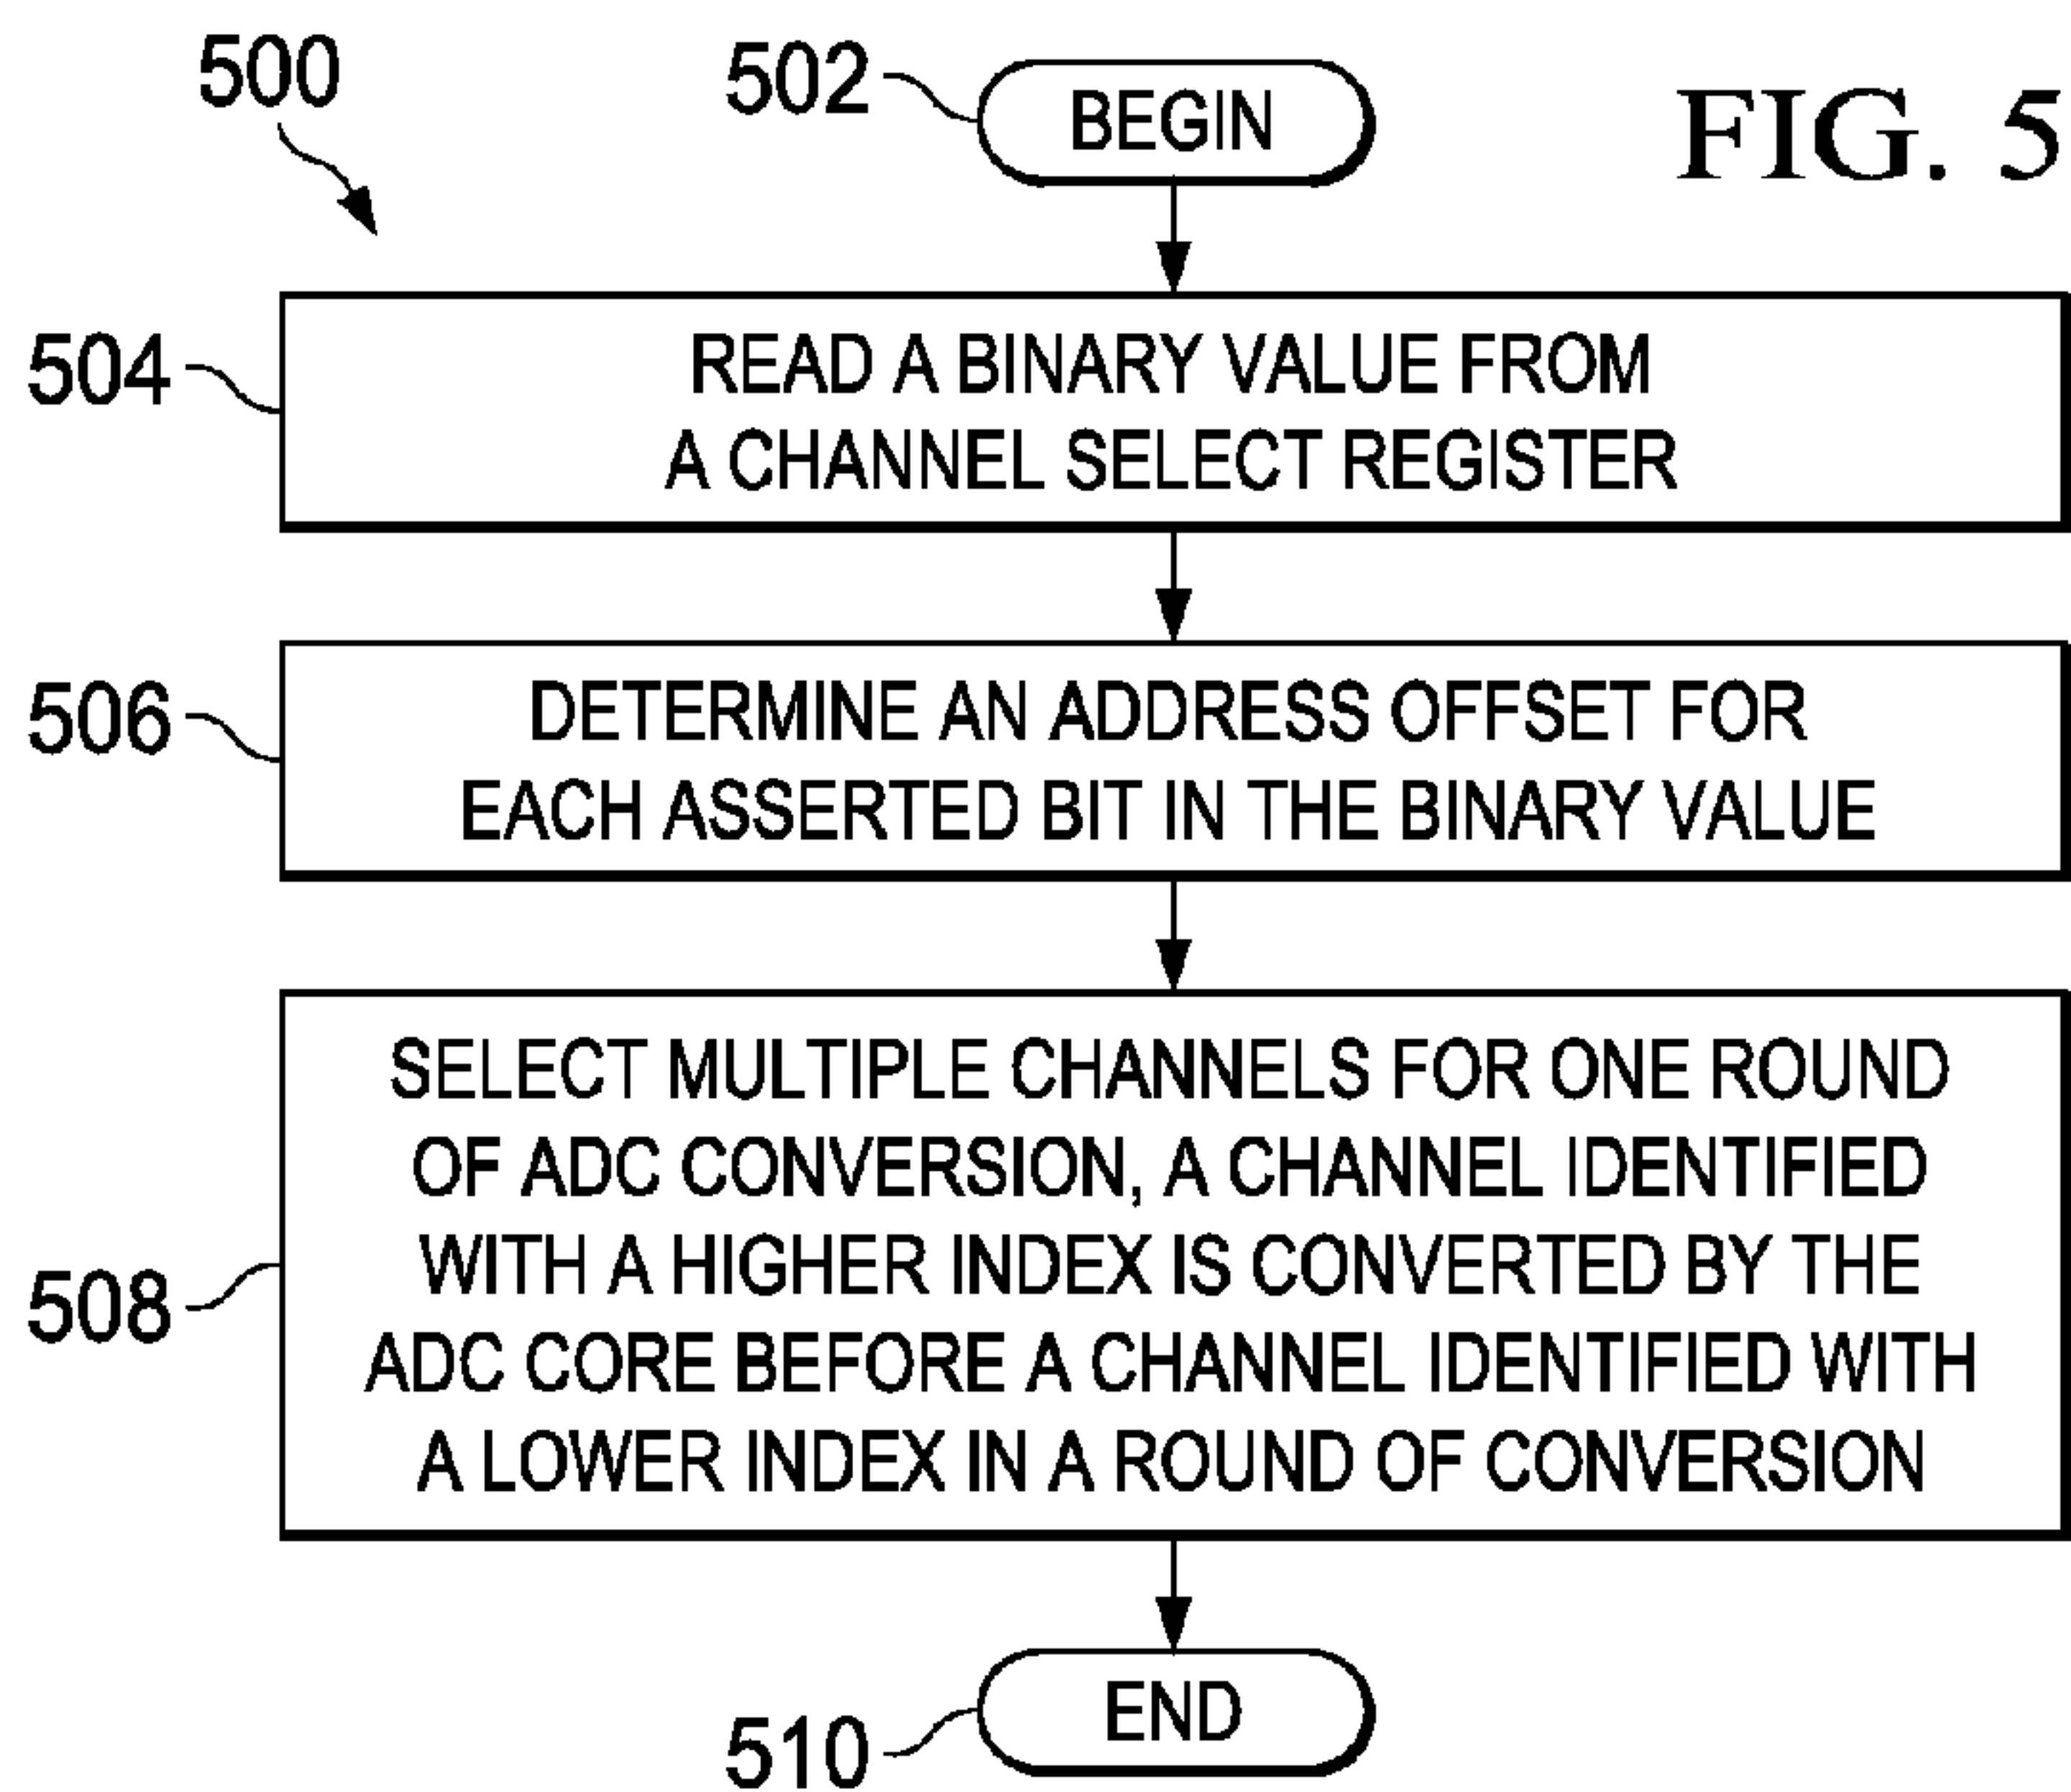 500
502
BEGIN
FIG. 5
504
READ A BINARY VALUE FROM
A CHANNEL SELECT REGISTER
506
DETERMINE AN ADDRESS OFFSET FOR
EACH ASSERTED BIT IN THE BINARY VALUE
508
SELECT MULTIPLE CHANNELS FOR ONE ROUND
OF ADC CONVERSION, A CHANNEL IDENTIFIED
WITH A HIGHER INDEX IS CONVERTED BY THE
ADC CORE BEFORE A CHANNEL IDENTIFIED WITH
A LOWER INDEX IN A ROUND OF CONVERSION
510
END